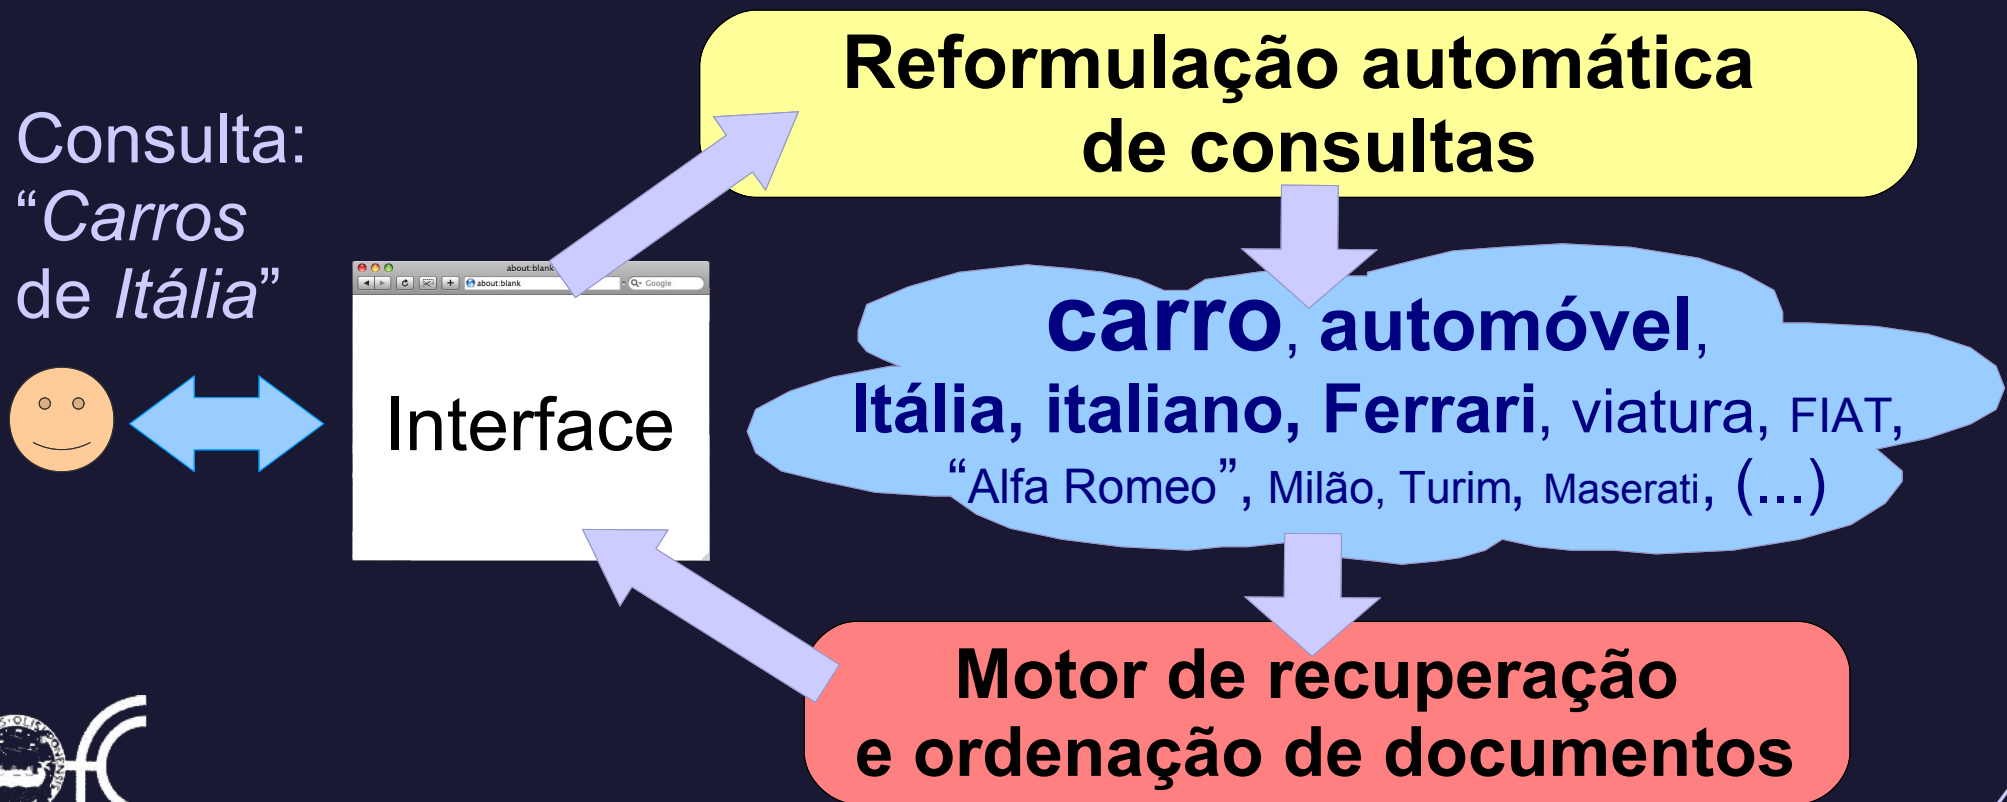 Reformulação automática
de consultas
Consulta:
“Carros
de Itália”
about:blank
about:blank
Google
Interface
carro, automóvel,
Itália, italiano, Ferrari, viatura, FIAT,
“Alfa Romeo”, Milão, Turim, Maserati, (...)
Motor de recuperação
e ordenação de documentos